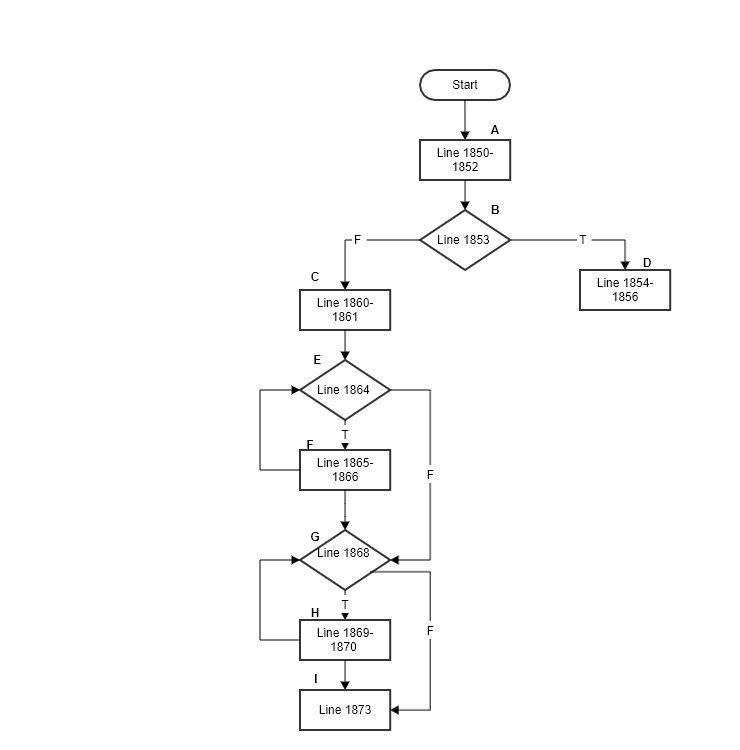 Start
A
Line 1850-
1852
B
Line 1853
F
T
D
Line 1854-
1856
C
Line 1860-
1861
E
Line 1864
T
F
Line 1865-
1866
F
G
Line 1868
T
H
Line 1869-
1870
F
I
Line 1873